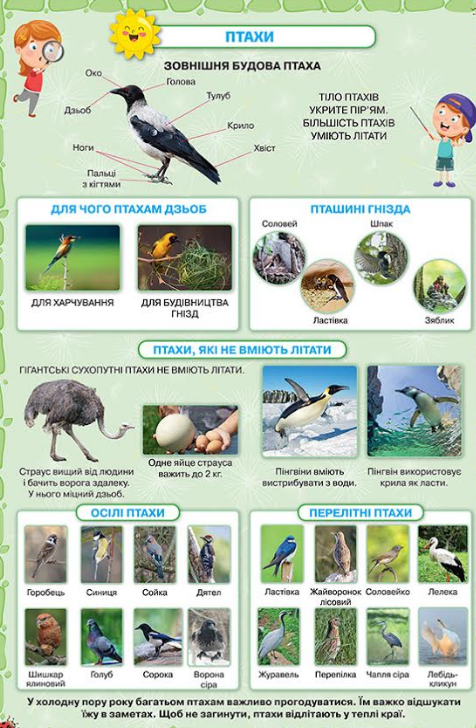 ПТАХИ
ЗОВНІШНЯ БУДОВА ПТАХА
Око
Голова
Тулуб
Дзьоб
Крило
Ноги
Хвіст
Пальці
з кігтями
ТІЛО ПТАХІВ
УКРИТЕ ПІР'ЯМ.
БІЛЬШІСТЬ ПТАХІВ
УМІЮТЬ ЛІТАТИ
ДЛЯ ЧОГО ПТАХАМ ДЗЬОБ
ДЛЯ ХАРЧУВАННЯ
ДЛЯ БУДІВНИЦТВА
ГНІЗД
ПТАШИНІ ГНІЗДА
Соловей
Шпак
Ластівка
Зяблик
ПТАХИ, ЯКІ НЕ ВМІЮТЬ ЛІТАТИ
ГІГАНТСЬКІ СУХОПУТНІ ПТАХИ НЕ ВМІЮТЬ ЛІТАТИ.
Страус вищий від людини
і бачить ворога здалеку.
У нього міцний дзьоб.
Одне яйце страуса
важить до 2 кг.
Пінгвіни вміють
вистрибувати з води.
Пінгвін використовує
крила як ласти.
ОСІЛІ ПТАХИ
Горобець Синиця Сойка Дятел
Шишкар
ялиновий
Голуб Сорока
Ворона
сіра
ПЕРЕЛІТНІ ПТАХИ
Ластівка
Жайворонок
лісовий
Соловейко Лелека
Журавель Перепілка Чапля сіра
Лебідь-
кликун
У холодну пору року багатьом птахам важливо прогодуватися. Їм важко відшукати
їжу в заметах. Щоб не загинути, птахи відлітають у теплі краї.